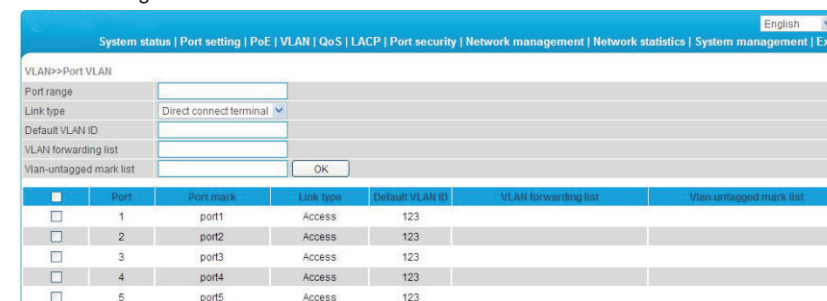 English
System status | Port setting | PoE | VLAN | QoS | LACP | Port security | Network management | Network statistics | System management | Ex
VLAN>>Port VLAN
Port range
Link type Direct connect terminal
Default VLAN ID
VLAN forwarding list
Vlan-untagged mark list OK
Port Port mark Link type Default VLAN ID VLAN forwarding list Vlan-untagged mark list
1 port1 Access 123
2 port2 Access 123
3 port3 Access 123
4 port4 Access 123
5 port5 Access 123